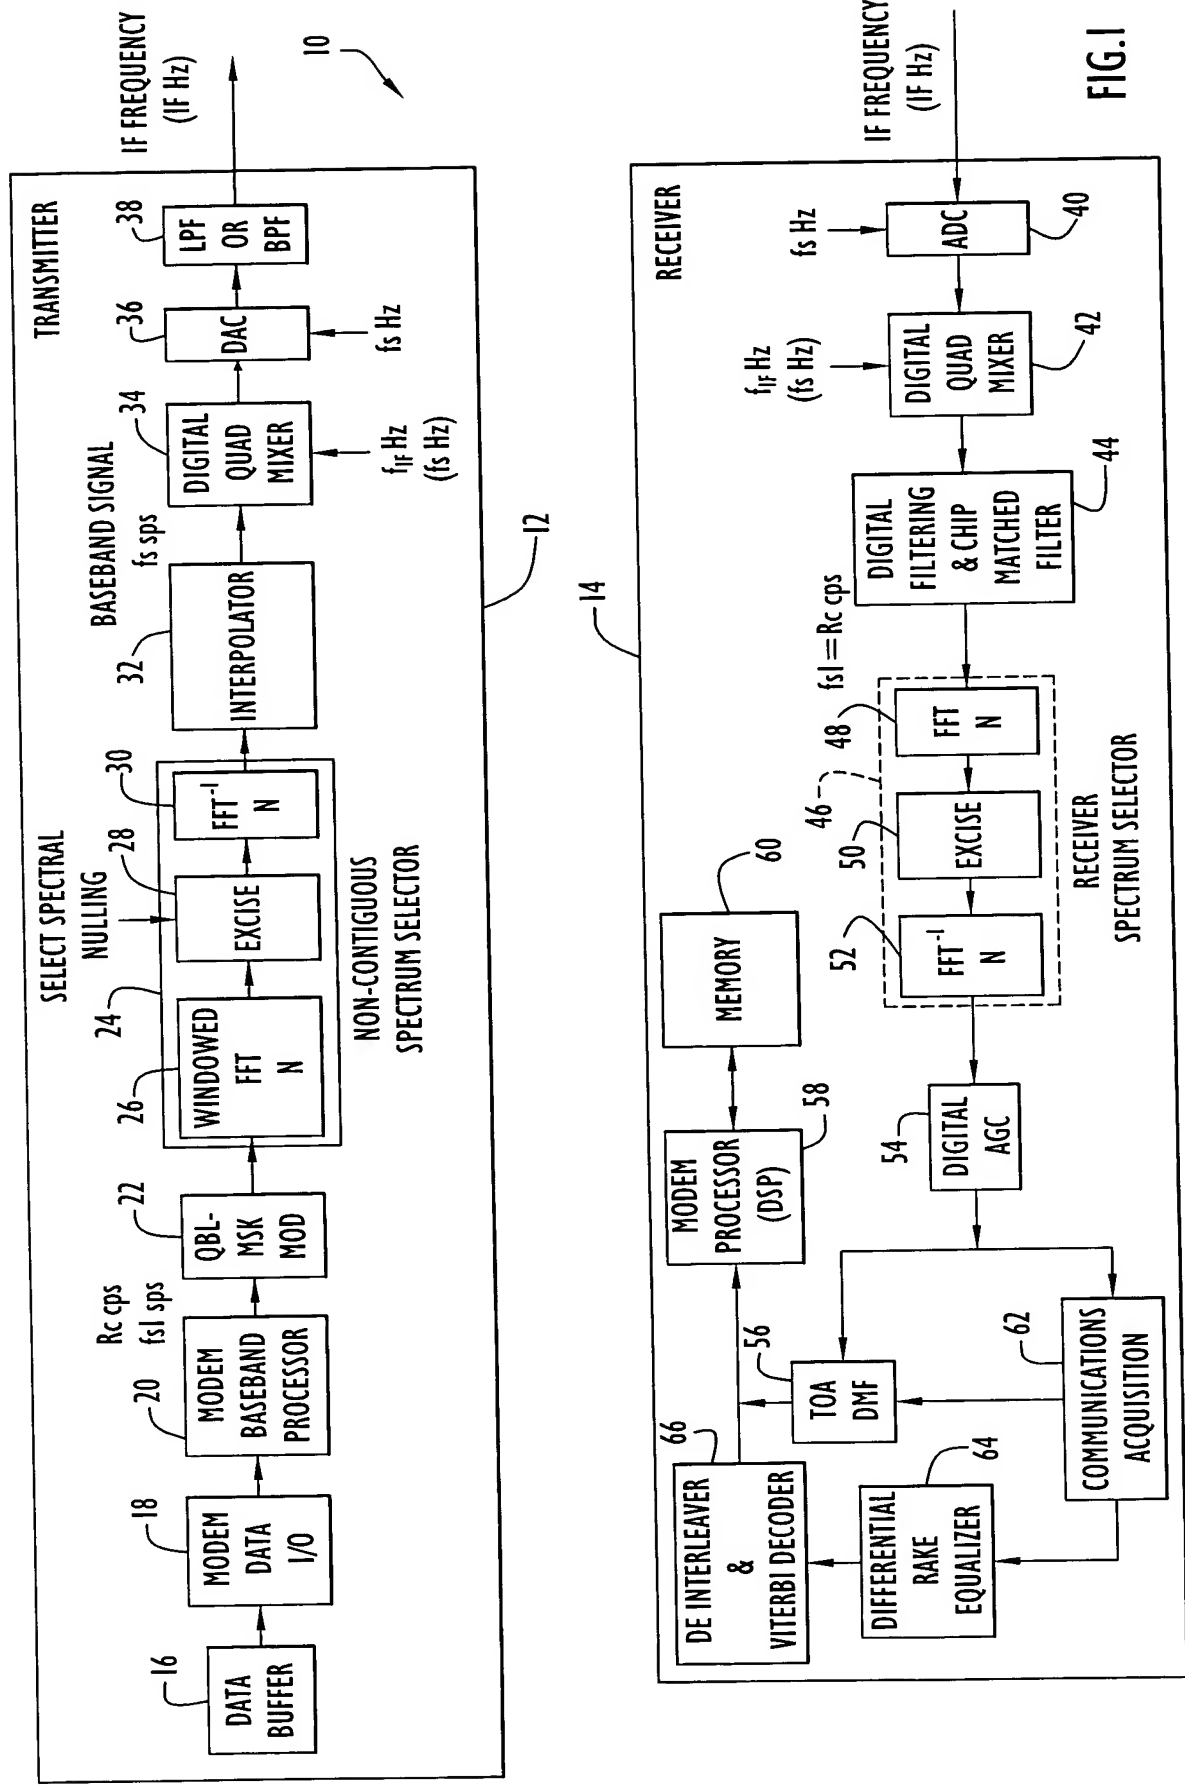 10
IF FREQUENCY
(IF Hz)
TRANSMITTER
12
16
DATA
BUFFER
18
MODEM
DATA
I/O
20
MODEM
BASEBAND
PROCESSOR
Rc cps
fsI sps
22
QBL-
MSK
MOD
SELECT SPECTRAL
NULLING
24
26
WINDOWED
FFT
N
28
EXCISE
30
FFT⁻¹
N
NON-CONTIGUOUS
SPECTRUM SELECTOR
32
INTERPOLATOR
BASEBAND SIGNAL
fs sps
34
DIGITAL
QUAD
MIXER
fIF Hz
(fs Hz)
36
DAC
fs Hz
38
LPF
OR
BPF
14
RECEIVER
IF FREQUENCY
(IF Hz)
fs Hz
ADC
40
fIF Hz
(fs Hz)
DIGITAL
QUAD
MIXER
42
DIGITAL
FILTERING
& CHIP
MATCHED
FILTER
44
fsI = Rc cps
46
48
FFT
N
50
EXCISE
52
FFT⁻¹
N
RECEIVER
SPECTRUM SELECTOR
54
DIGITAL
AGC
56
TOA
DMF
MODEM
PROCESSOR
(DSP)
58
MEMORY
60
62
COMMUNICATIONS
ACQUISITION
64
DIFFERENTIAL
RAKE
EQUALIZER
66
DE INTERLEAVER
&
VITERBI DECODER
FIG.1